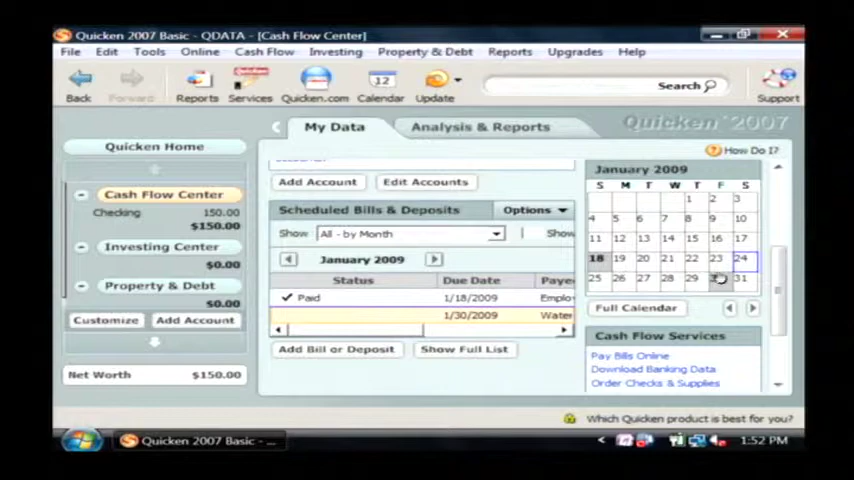 Quicken 2007 Basic - QDATA - [Cash Flow Center]
File Edit Tools Online Cash Flow Investing Property & Debt Reports Upgrades Help
Search
Back Forward Reports Services Quicken.com Calendar Update Support
My Data Analysis & Reports Quicken 2007
Quicken Home
How Do I?
Cash Flow Center
Checking 150.00
$150.00
Investing Center
$0.00
Property & Debt
$0.00
Customize Add Account
Net Worth $150.00
Add Account Edit Accounts
Scheduled Bills & Deposits Options
Show All - by Month Show
January 2009
Status Due Date Paye
Paid 1/18/2009 Emplo
1/30/2009 Water
Add Bill or Deposit Show Full List
January 2009
S M T W T F S
1 2 3
4 5 6 7 8 9 10
11 12 13 14 15 16 17
18 19 20 21 22 23 24
25 26 27 28 29 31
Full Calendar
Cash Flow Services
Pay Bills Online
Download Banking Data
Order Checks & Supplies
Which Quicken product is best for you?
Quicken 2007 Basic - ...
1:52 PM